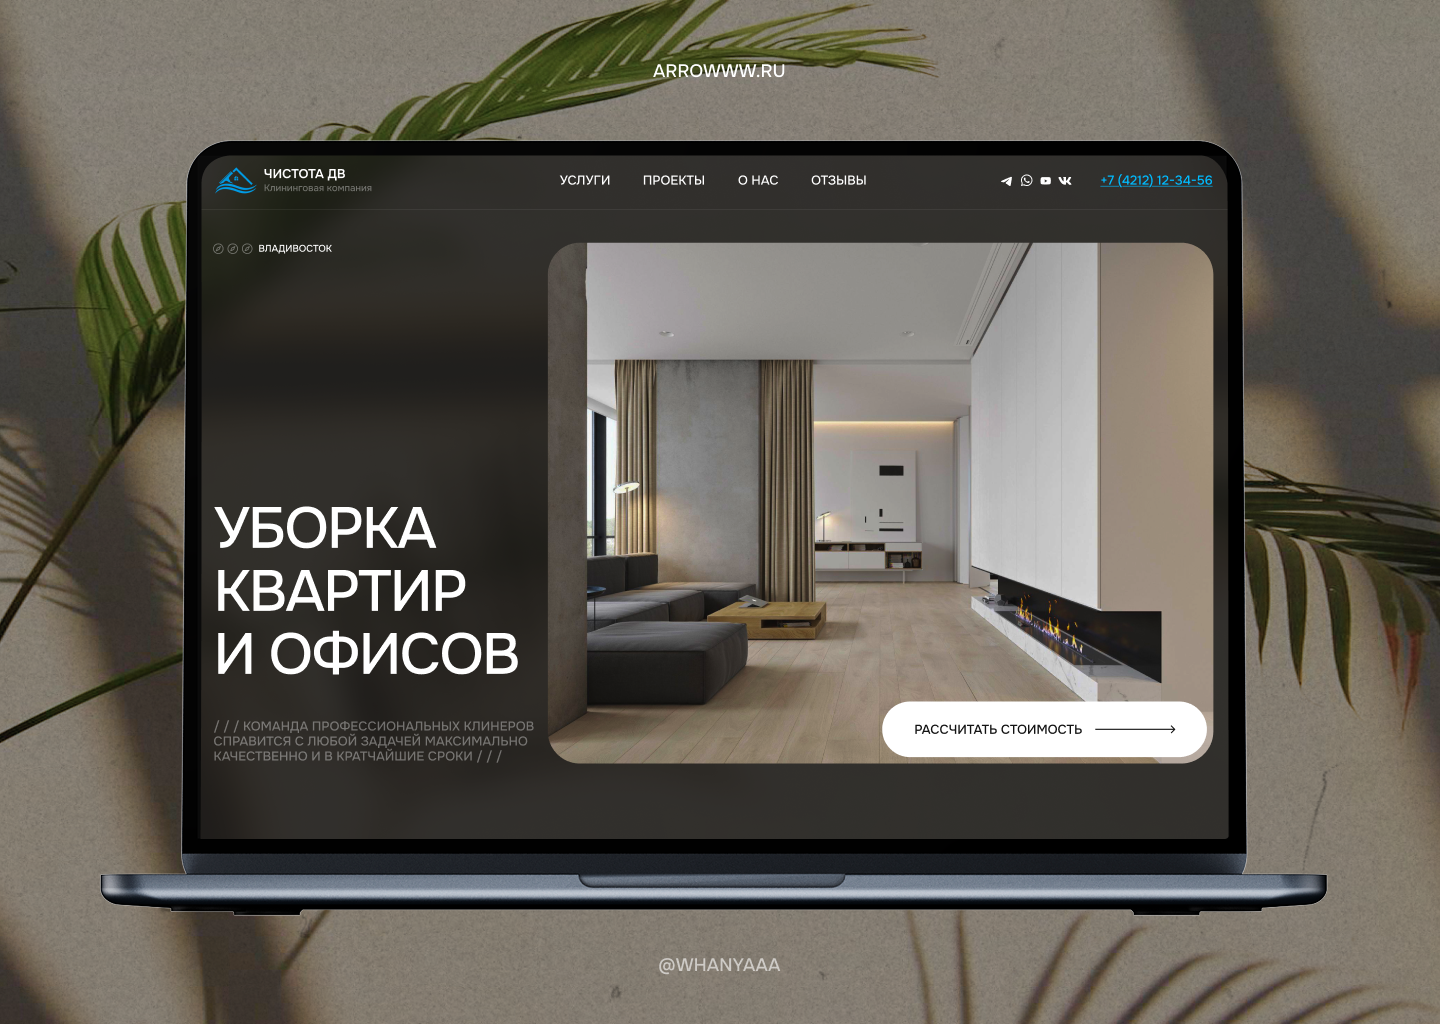 ARROWWW.RU
ЧИСТОТА ДВ
Клининговая компания
УСЛУГИ ПРОЕКТЫ О НАС ОТЗЫВЫ
+7 (4212) 12-34-56
ВЛАДИВОСТОК
УБОРКА
КВАРТИР
И ОФИСОВ
/ / / КОМАНДА ПРОФЕССИОНАЛЬНЫХ КЛИНЕРОВ
СПРАВИТСЯ С ЛЮБОЙ ЗАДАЧЕЙ МАКСИМАЛЬНО
КАЧЕСТВЕННО И В КРАТЧАЙШИЕ СРОКИ / / /
РАССЧИТАТЬ СТОИМОСТЬ
@WHANYAAA